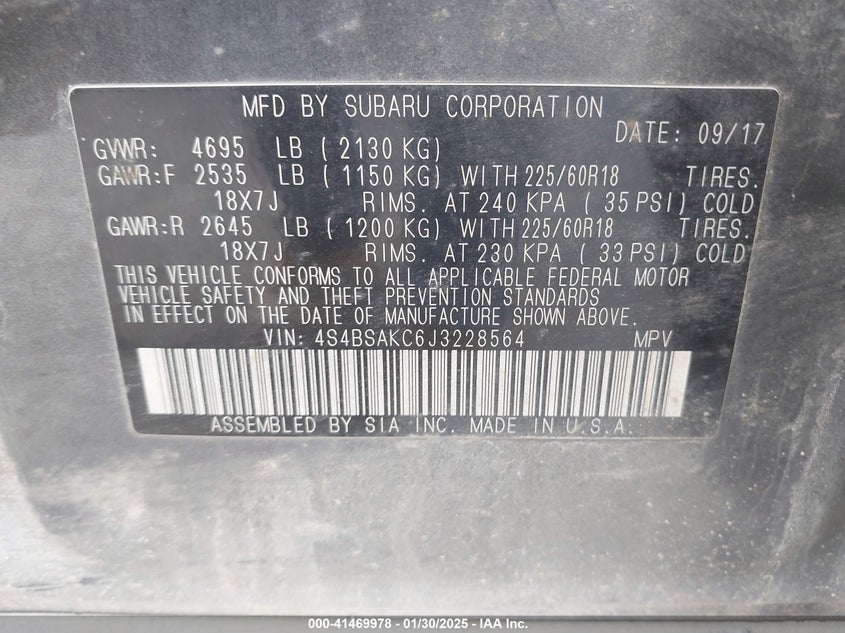 MFD BY SUBARU CORPORATION
DATE: 09/17
GVWR: 4695 LB ( 2130 KG)
GAWR:F 2535 LB ( 1150 KG) WITH 225/60R18 TIRES.
18X7J RIMS. AT 240 KPA ( 35 PSI) COLD
GAWR:R 2645 LB ( 1200 KG) WITH 225/60R18 TIRES.
18X7J RIMS. AT 230 KPA ( 33 PSI) COLD
THIS VEHICLE CONFORMS TO ALL APPLICABLE FEDERAL MOTOR
VEHICLE SAFETY AND THEFT PREVENTION STANDARDS
IN EFFECT ON THE DATE OF MANUFACTURE SHOWN ABOVE.
VIN: 4S4BSAKC6J3228564 MPV
ASSEMBLED BY SIA INC. MADE IN U.S.A.
000-41469978 - 01/30/2025 - IAA Inc.